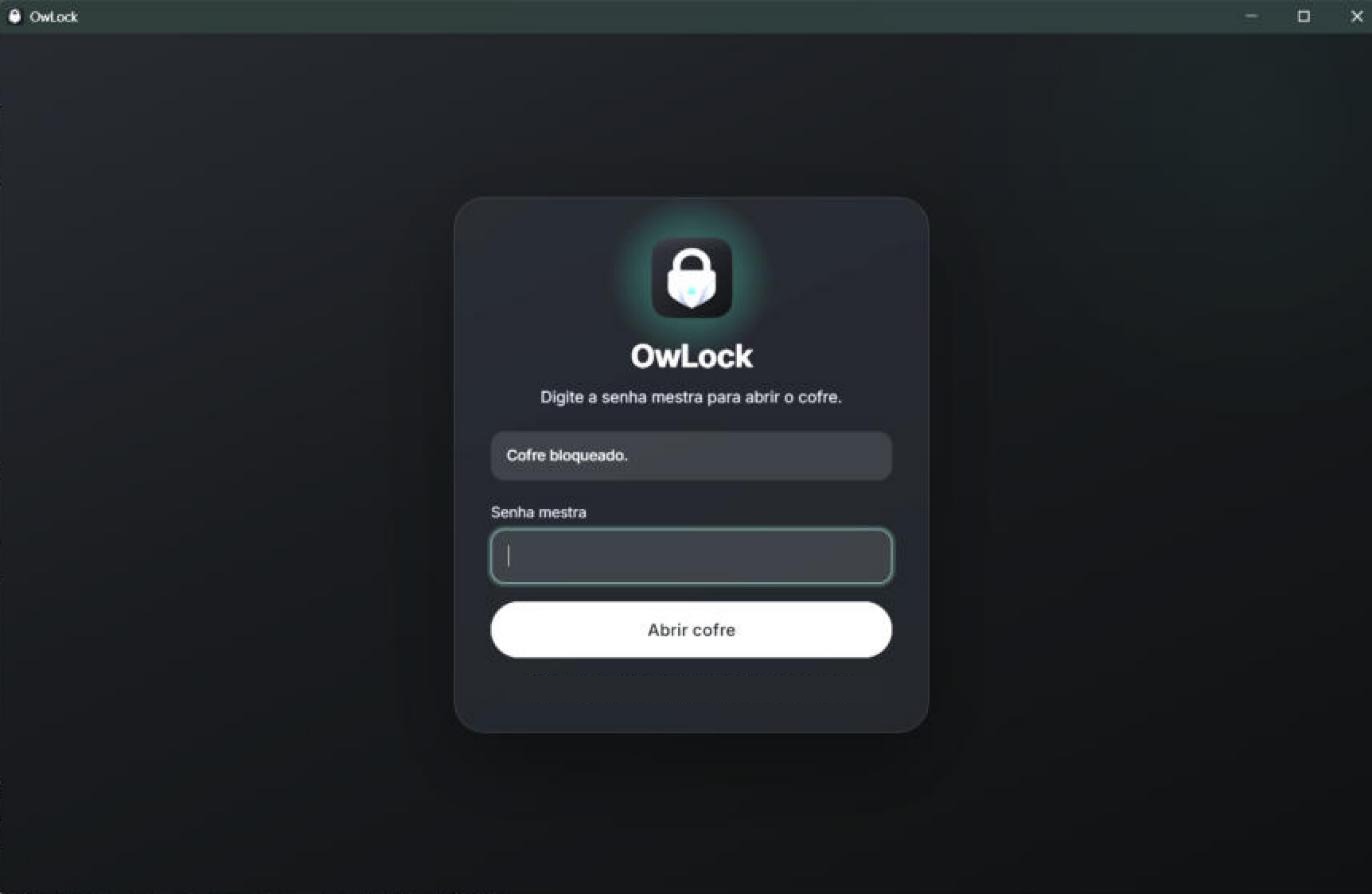 OwLock
OwLock
Digite a senha mestra para abrir o cofre.
Cofre bloqueado.
Senha mestra
Abrir cofre